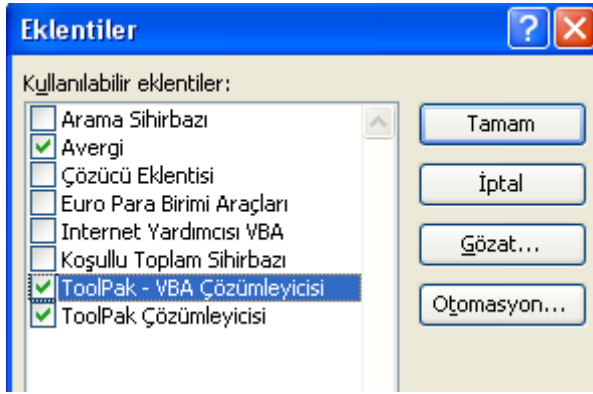 Eklentiler
Kullanılabilir eklentiler:
Arama Sihirbazı
Avergi
Çözücü Eklentisi
Euro Para Birimi Araçları
Internet Yardımcısı VBA
Koşullu Toplam Sihirbazı
ToolPak - VBA Çözümleyicisi
ToolPak Çözümleyicisi
Tamam
İptal
Gözat...
Otomasyon...